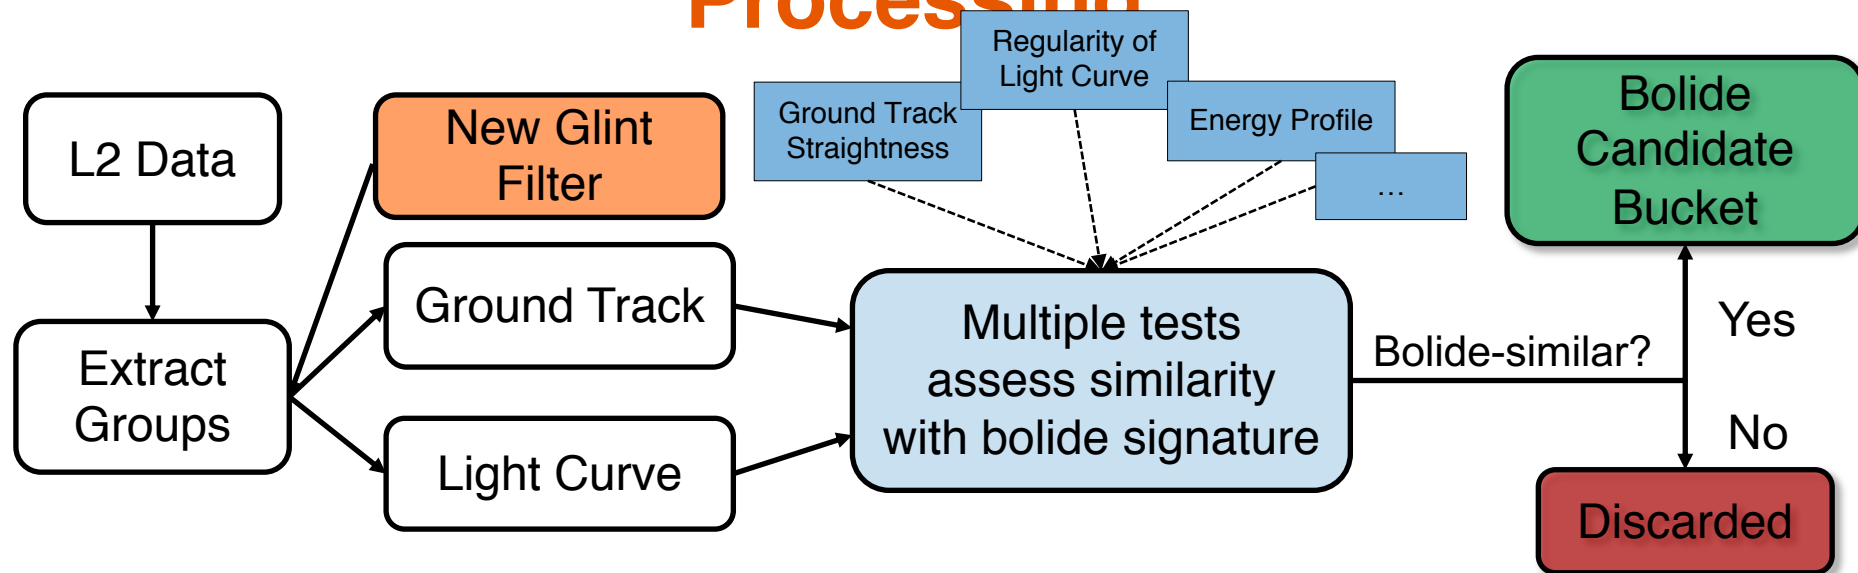 Processing
L2 Data
Extract
Groups
New Glint
Filter
Ground Track
Light Curve
Ground Track
Straightness
Regularity of
Light Curve
Energy Profile
...
Multiple tests
assess similarity
with bolide signature
Bolide-similar?
Yes
No
Bolide
Candidate
Bucket
Discarded